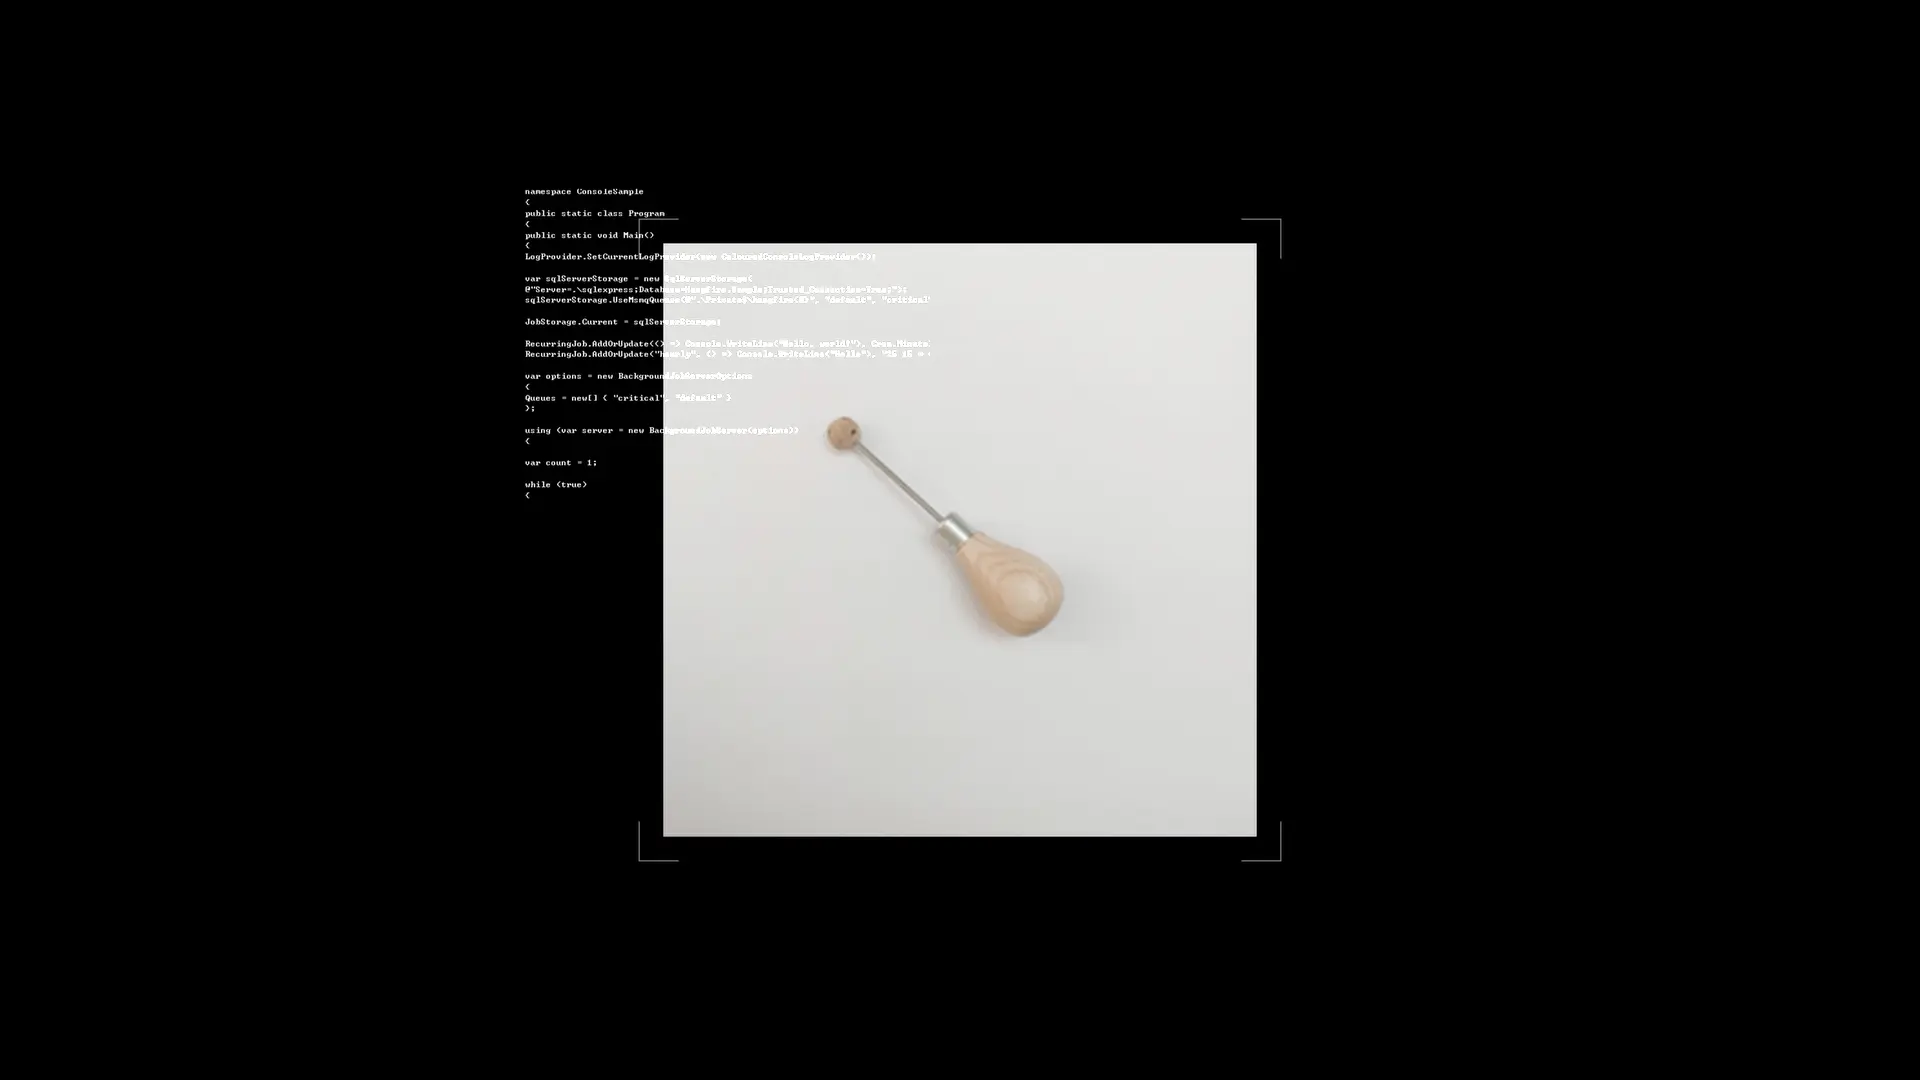 namespace ConsoleSample
{
public static class Program
{
public static void Main()
{
LogProvider.SetCurrentLogProvider(new ColouredConsoleLogProvider());
var sqlServerStorage = new SqlServerStorage(
@"Server=.\sqlexpress;Database=Hangfire.Sample;Trusted_Connection=True;");
sqlServerStorage.UseMsmqQueues(@".\Private$\hangfire{0}", "default", "critical"
JobStorage.Current = sqlServerStorage;
RecurringJob.AddOrUpdate(() => Console.WriteLine("Hello, world!"), Cron.Minute
RecurringJob.AddOrUpdate("hourly", () => Console.WriteLine("Hello"), "25 15 *
var options = new BackgroundJobServerOptions
{
Queues = new[] { "critical", "default" }
};
using (var server = new BackgroundJobServer(options))
{
var count = 1;
while (true)
{